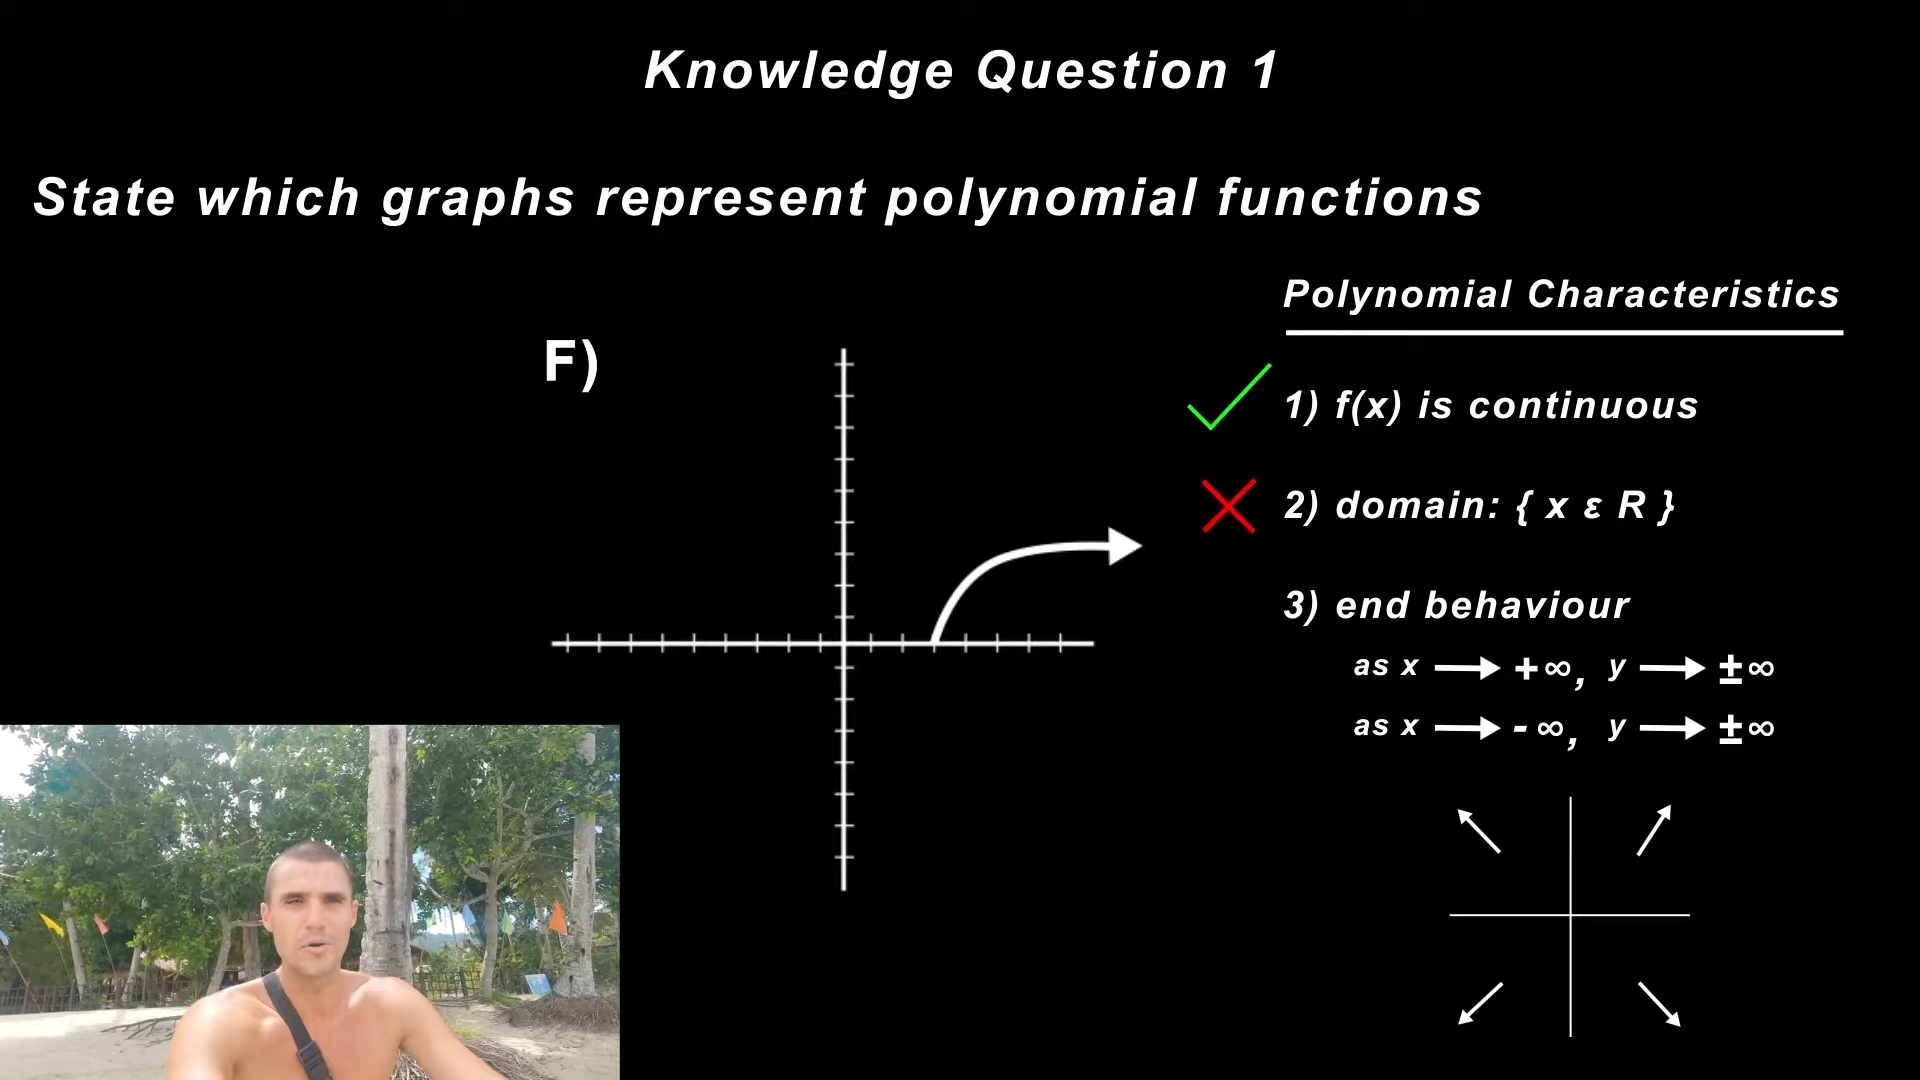 Knowledge Question 1
State which graphs represent polynomial functions
Polynomial Characteristics
F)
1) f(x) is continuous
2) domain: { x ε R }
3) end behaviour
as x ⟶ +∞, y ⟶ ±∞
as x ⟶ -∞, y ⟶ ±∞